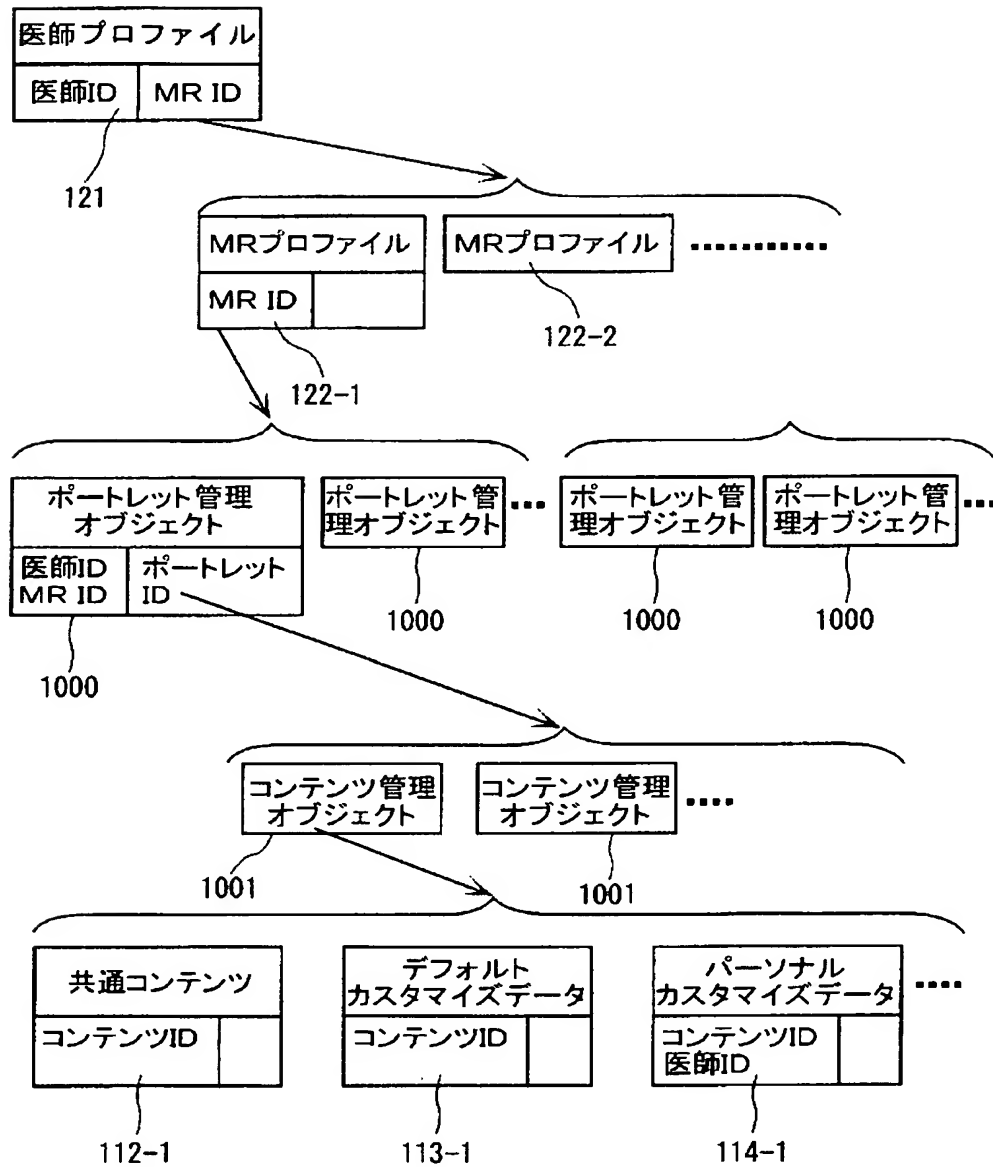 医師プロファイル
医師ID
MR ID
121
MRプロファイル
MRプロファイル
............
MR ID
122-2
122-1
ポートレット管理
オブジェクト
ポートレット管
理オブジェクト
...
ポートレット管
理オブジェクト
ポートレット管
理オブジェクト
...
医師ID
MR ID
ポートレット
ID
1000
1000
1000
1000
コンテンツ管理
オブジェクト
コンテンツ管理
オブジェクト
....
1001
1001
共通コンテンツ
デフォルト
カスタマイズデータ
パーソナル
カスタマイズデータ
....
コンテンツID
コンテンツID
コンテンツID
医師ID
112-1
113-1
114-1